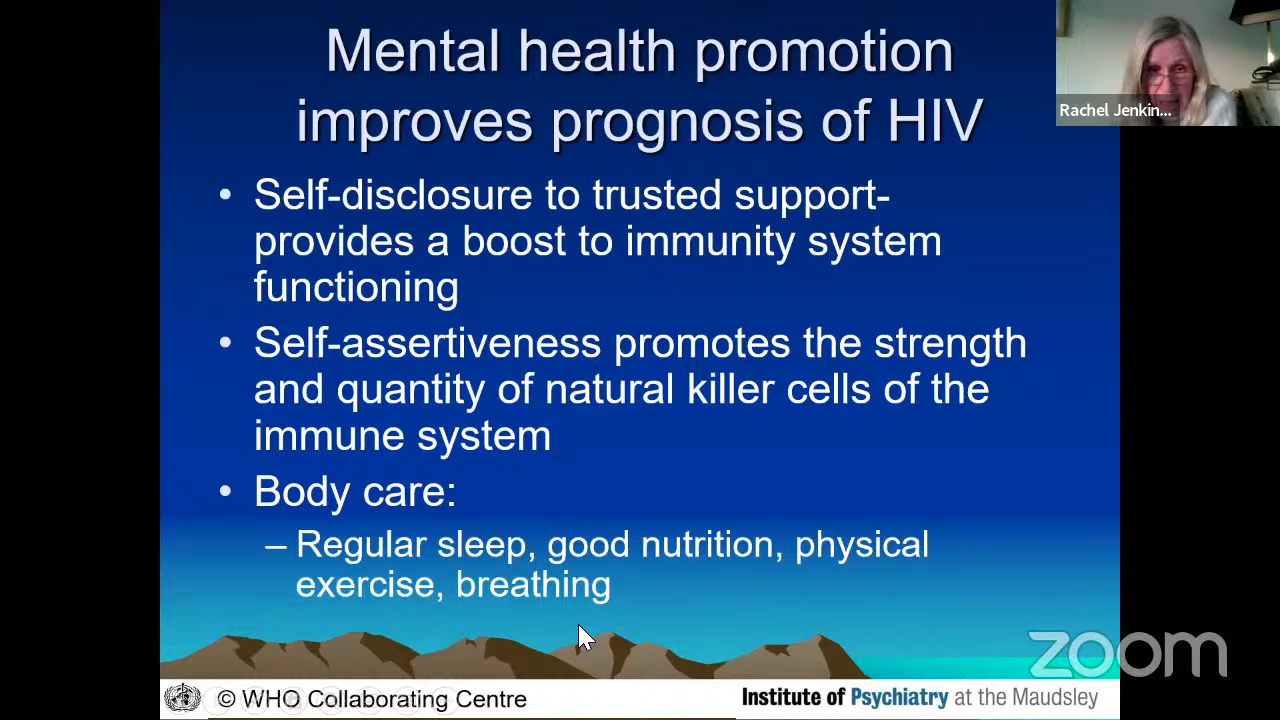 Mental health promotion
improves prognosis of HIV
Rachel Jenkin...
• Self-disclosure to trusted support-
provides a boost to immunity system
functioning
• Self-assertiveness promotes the strength
and quantity of natural killer cells of the
immune system
• Body care:
– Regular sleep, good nutrition, physical
exercise, breathing
zoom
© WHO Collaborating Centre
Institute of Psychiatry at the Maudsley